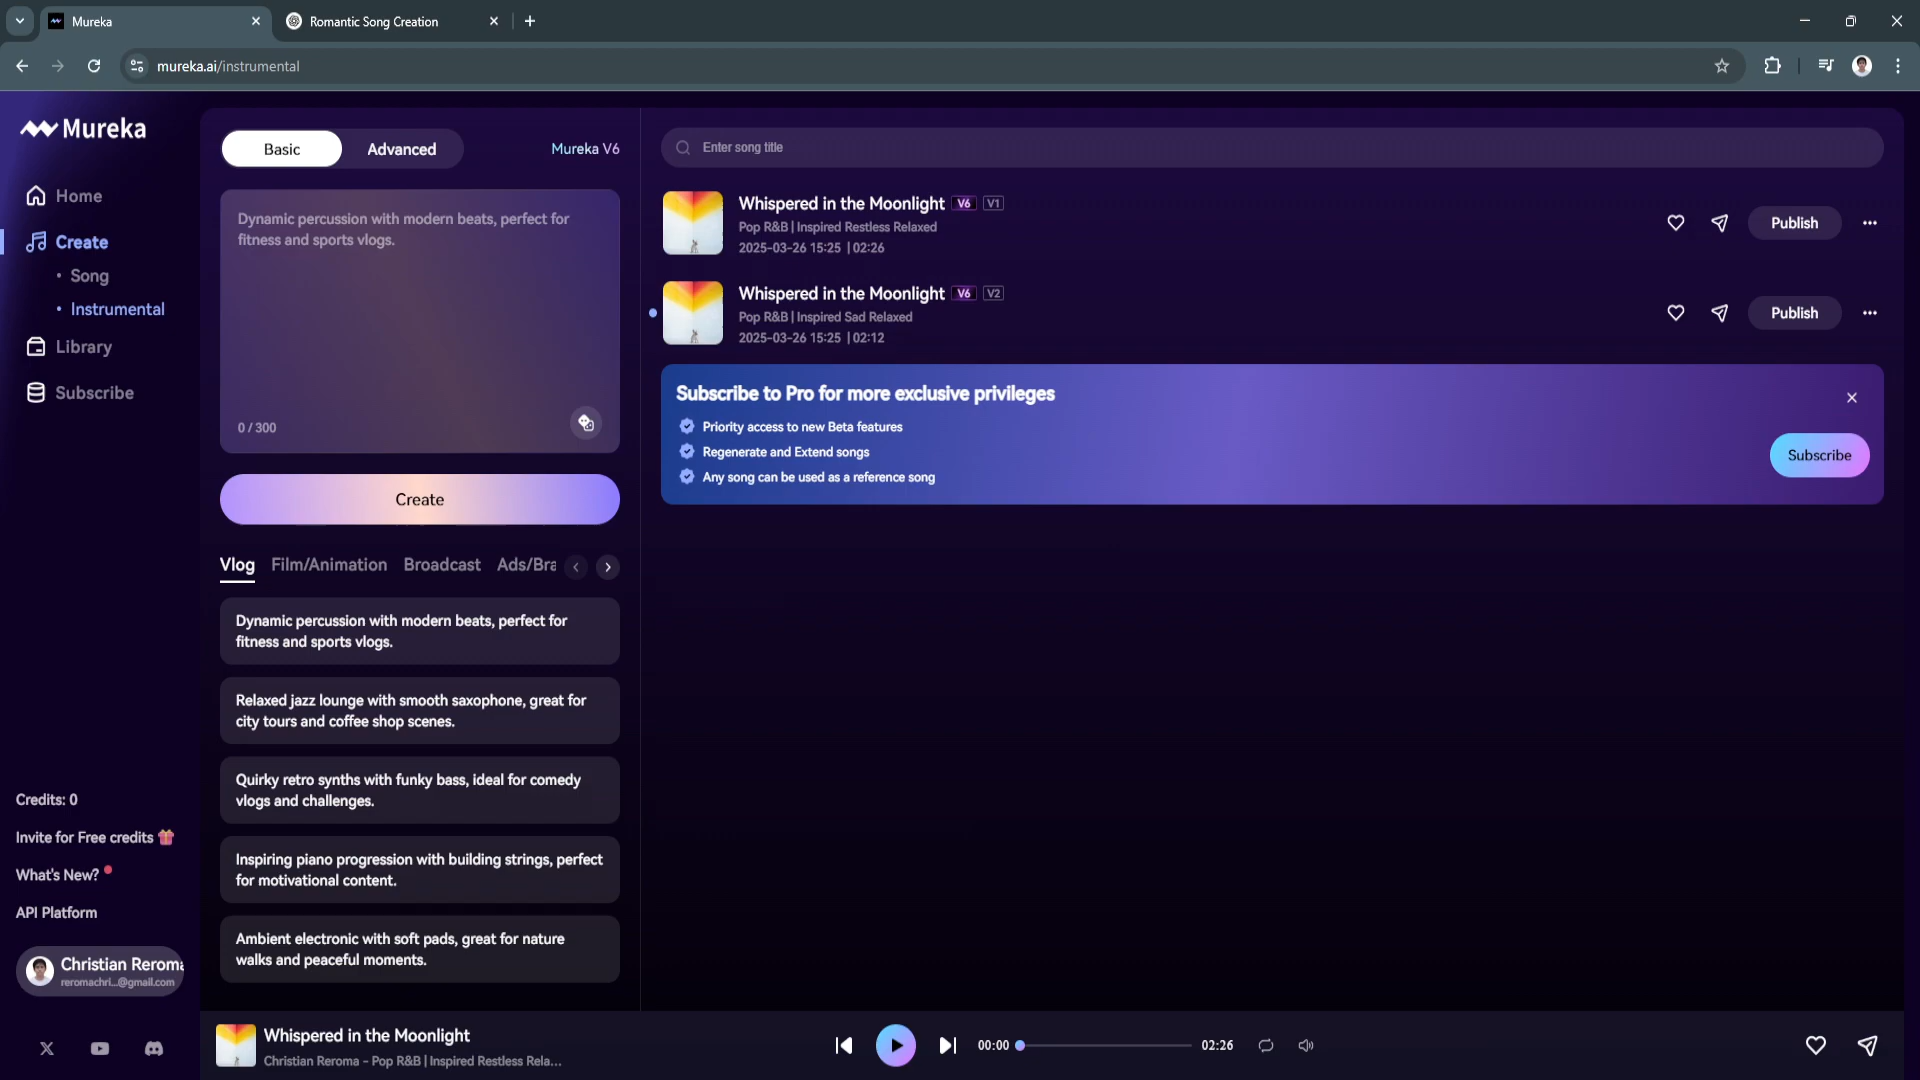 Mureka
Romantic Song Creation
mureka.ai/instrumental
Mureka
Home
Create
• Song
• Instrumental
Library
Subscribe
Credits: 0
Invite for Free credits
What's New?
API Platform
Christian Reroma
reromachri...@gmail.com
Basic
Advanced
Mureka V6
Dynamic percussion with modern beats, perfect for
fitness and sports vlogs.
0 / 300
Create
Vlog
Film/Animation
Broadcast
Ads/Bra
Dynamic percussion with modern beats, perfect for
fitness and sports vlogs.
Relaxed jazz lounge with smooth saxophone, great for
city tours and coffee shop scenes.
Quirky retro synths with funky bass, ideal for comedy
vlogs and challenges.
Inspiring piano progression with building strings, perfect
for motivational content.
Ambient electronic with soft pads, great for nature
walks and peaceful moments.
Enter song title
Whispered in the Moonlight V6 V1
Pop R&B | Inspired Restless Relaxed
2025-03-26 15:25 | 02:26
Publish
Whispered in the Moonlight V6 V2
Pop R&B | Inspired Sad Relaxed
2025-03-26 15:25 | 02:12
Publish
Subscribe to Pro for more exclusive privileges
Priority access to new Beta features
Regenerate and Extend songs
Any song can be used as a reference song
Subscribe
Whispered in the Moonlight
Christian Reroma - Pop R&B | Inspired Restless Rela...
00:00
02:26